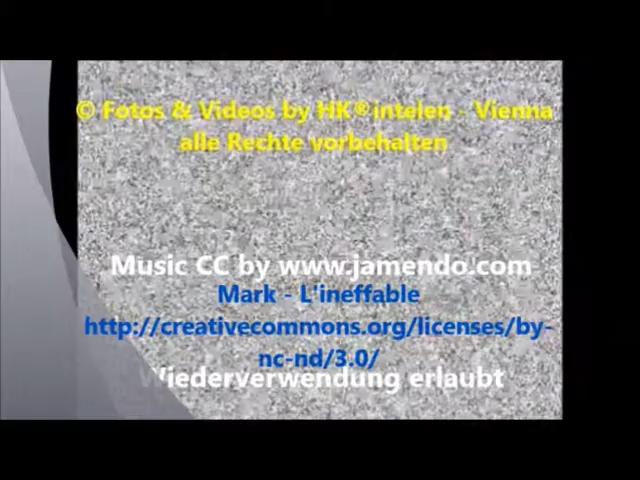 © Fotos & Videos by HK®intelen - Vienna
alle Rechte vorbehalten
Music CC by www.jamendo.com
Mark - L'ineffable
http://creativecommons.org/licenses/by-
nc-nd/3.0/
Wiederverwendung erlaubt